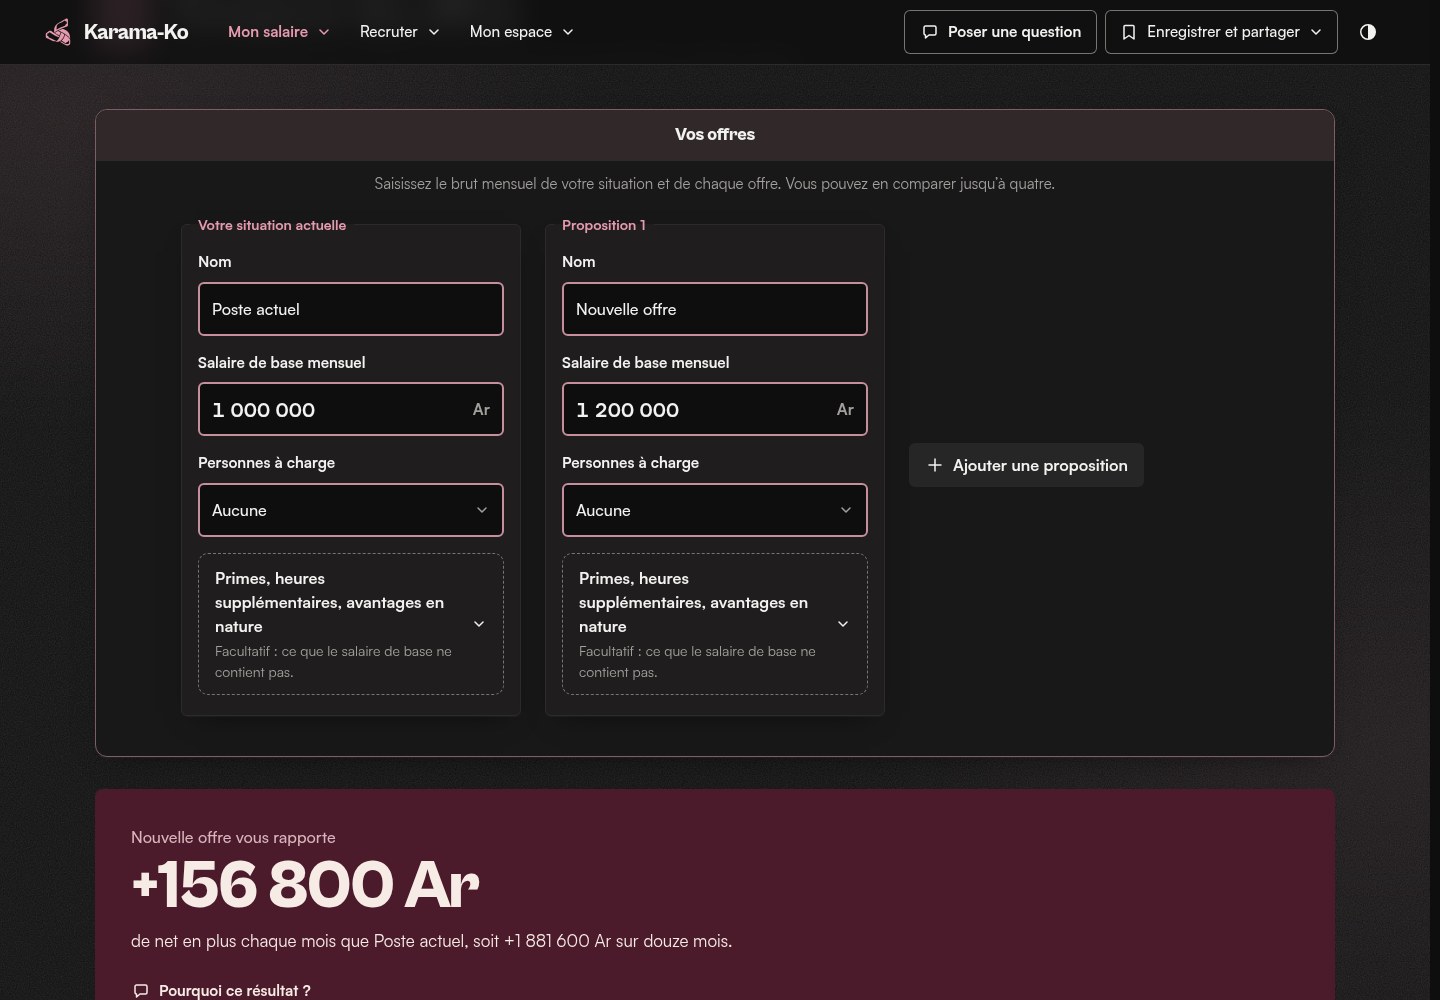 Karama-Ko
Mon salaire
Recruter
Mon espace
Poser une question
Enregistrer et partager
Vos offres
Saisissez le brut mensuel de votre situation et de chaque offre. Vous pouvez en comparer jusqu’à quatre.
Votre situation actuelle
Nom
Poste actuel
Salaire de base mensuel
1 000 000 Ar
Personnes à charge
Aucune
Primes, heures
supplémentaires, avantages en
nature
Facultatif : ce que le salaire de base ne
contient pas.
Proposition 1
Nom
Nouvelle offre
Salaire de base mensuel
1 200 000 Ar
Personnes à charge
Aucune
Primes, heures
supplémentaires, avantages en
nature
Facultatif : ce que le salaire de base ne
contient pas.
Ajouter une proposition
Nouvelle offre vous rapporte
+156 800 Ar
de net en plus chaque mois que Poste actuel, soit +1 881 600 Ar sur douze mois.
Pourquoi ce résultat ?